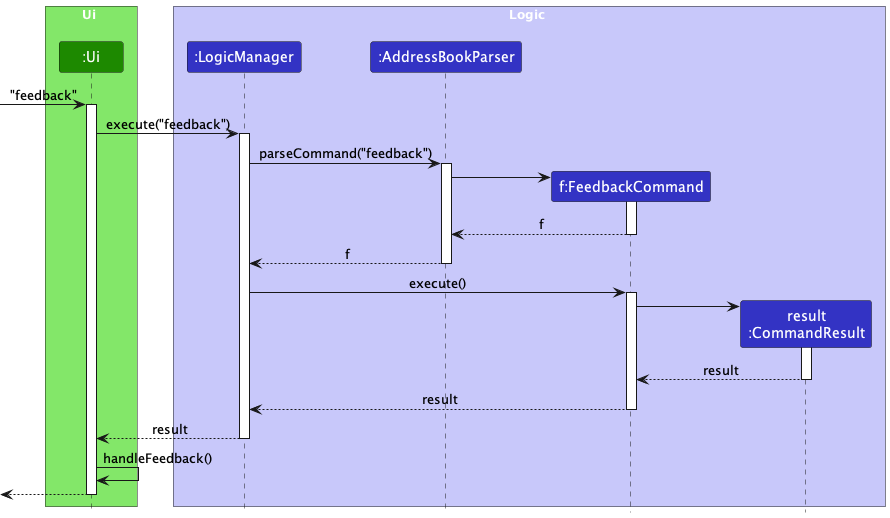 Ui
Logic
:Ui
:LogicManager
:AddressBookParser
"feedback"
execute("feedback")
parseCommand("feedback")
f:FeedbackCommand
f
f
execute()
result
:CommandResult
result
result
result
handleFeedback()